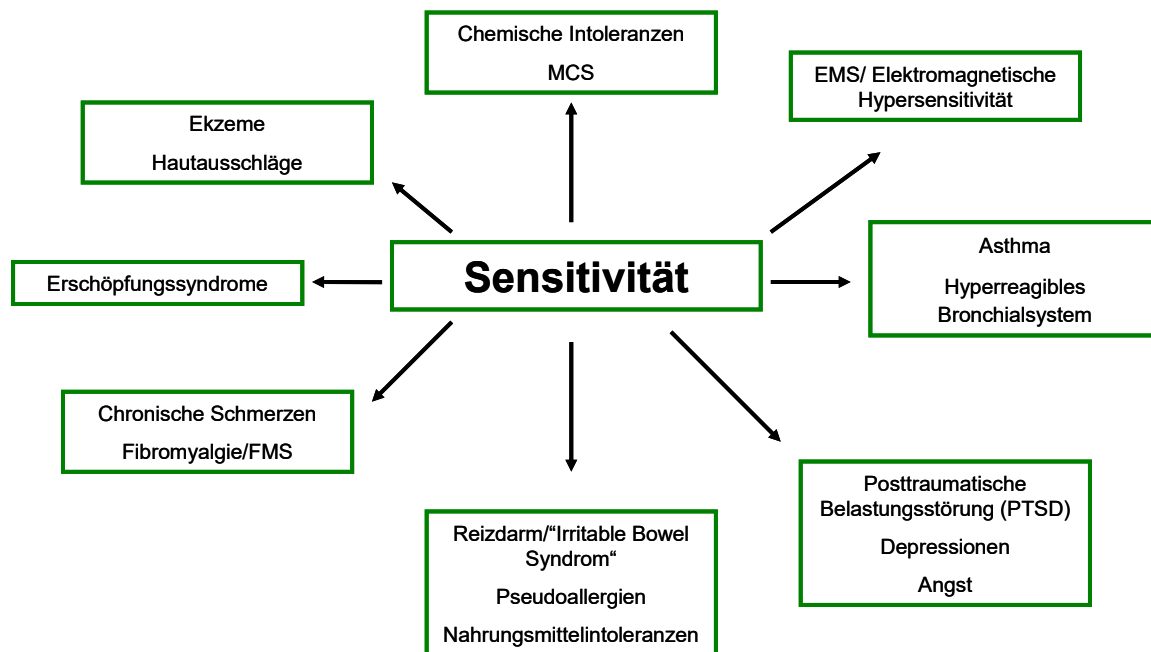 Chemische Intoleranzen
MCS
EMS/ Elektromagnetische
Hypersensitivität
Ekzeme
Hautausschläge
Sensitivität
Asthma
Hyperreagibles
Bronchialsystem
Erschöpfungssyndrome
Chronische Schmerzen
Fibromyalgie/FMS
Posttraumatische
Belastungsstörung (PTSD)
Depressionen
Angst
Reizdarm/“Irritable Bowel
Syndrom“
Pseudoallergien
Nahrungsmittelintoleranzen